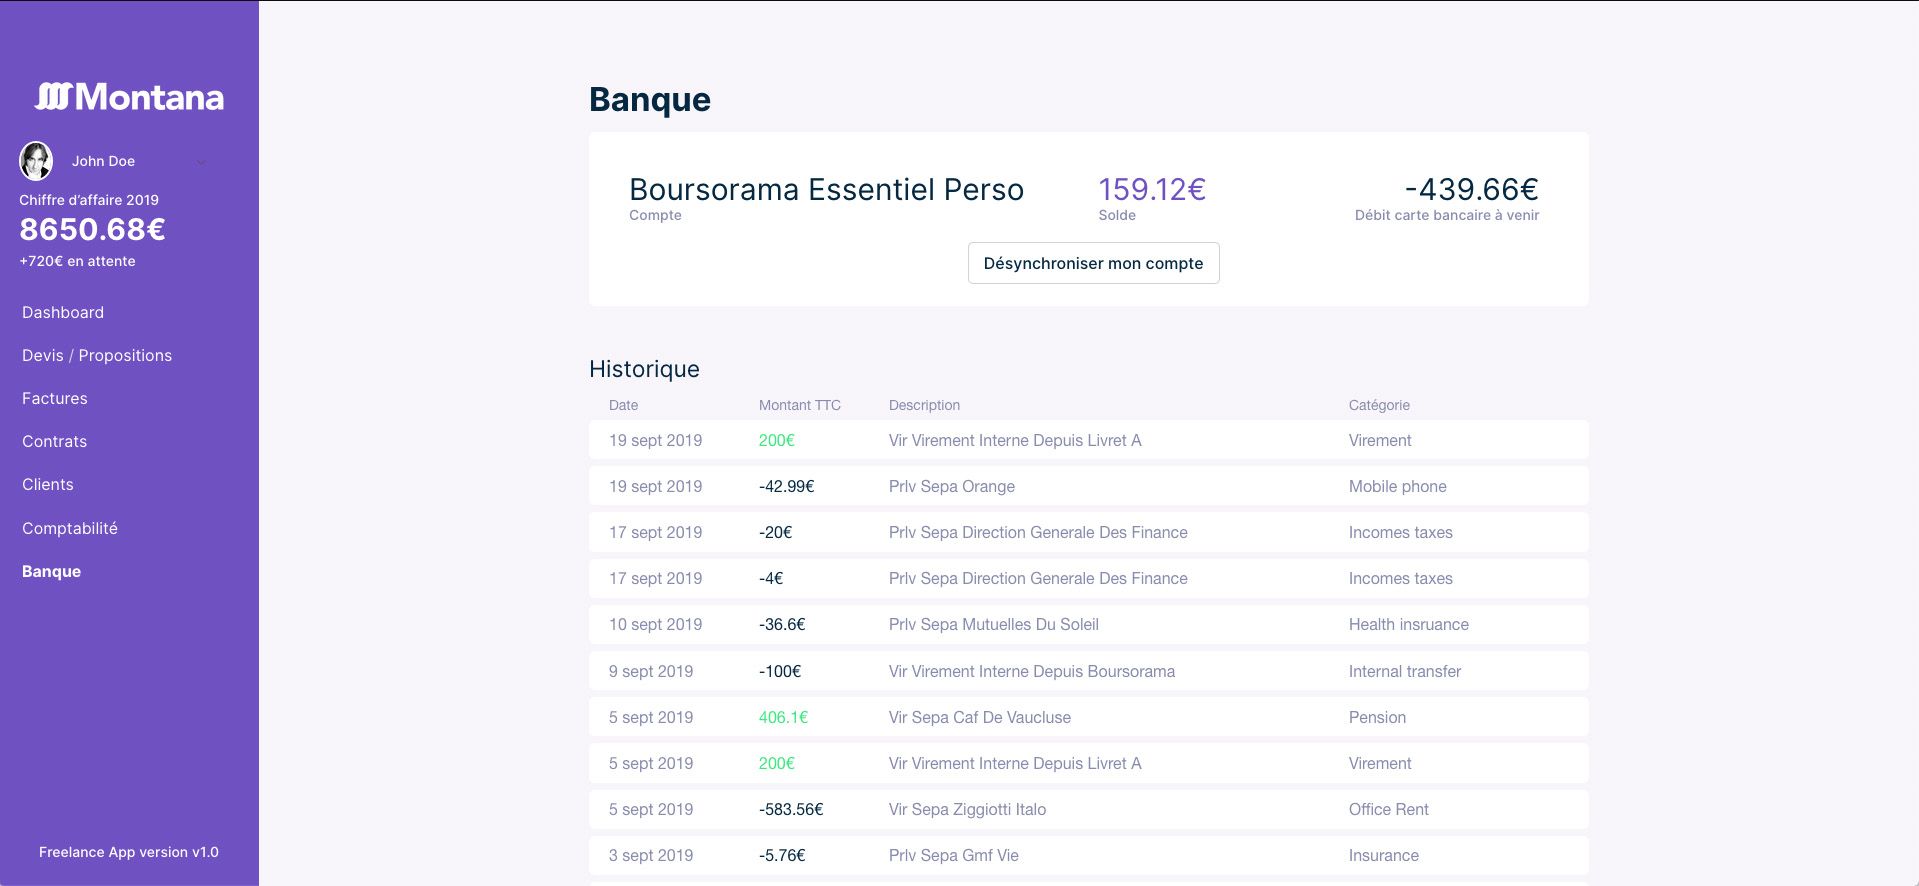 Montana
John Doe
Chiffre d'affaire 2019
8650.68€
+720€ en attente
Dashboard
Devis / Propositions
Factures
Contrats
Clients
Comptabilité
Banque
Freelance App version v1.0
Banque
Boursorama Essentiel Perso 159.12€ -439.66€
Compte Solde Débit carte bancaire à venir
Désynchroniser mon compte
Historique
Date Montant TTC Description Catégorie
19 sept 2019 200€ Vir Virement Interne Depuis Livret A Virement
19 sept 2019 -42.99€ Prlv Sepa Orange Mobile phone
17 sept 2019 -20€ Prlv Sepa Direction Generale Des Finance Incomes taxes
17 sept 2019 -4€ Prlv Sepa Direction Generale Des Finance Incomes taxes
10 sept 2019 -36.6€ Prlv Sepa Mutuelles Du Soleil Health insruance
9 sept 2019 -100€ Vir Virement Interne Depuis Boursorama Internal transfer
5 sept 2019 406.1€ Vir Sepa Caf De Vaucluse Pension
5 sept 2019 200€ Vir Virement Interne Depuis Livret A Virement
5 sept 2019 -583.56€ Vir Sepa Ziggiotti Italo Office Rent
3 sept 2019 -5.76€ Prlv Sepa Gmf Vie Insurance